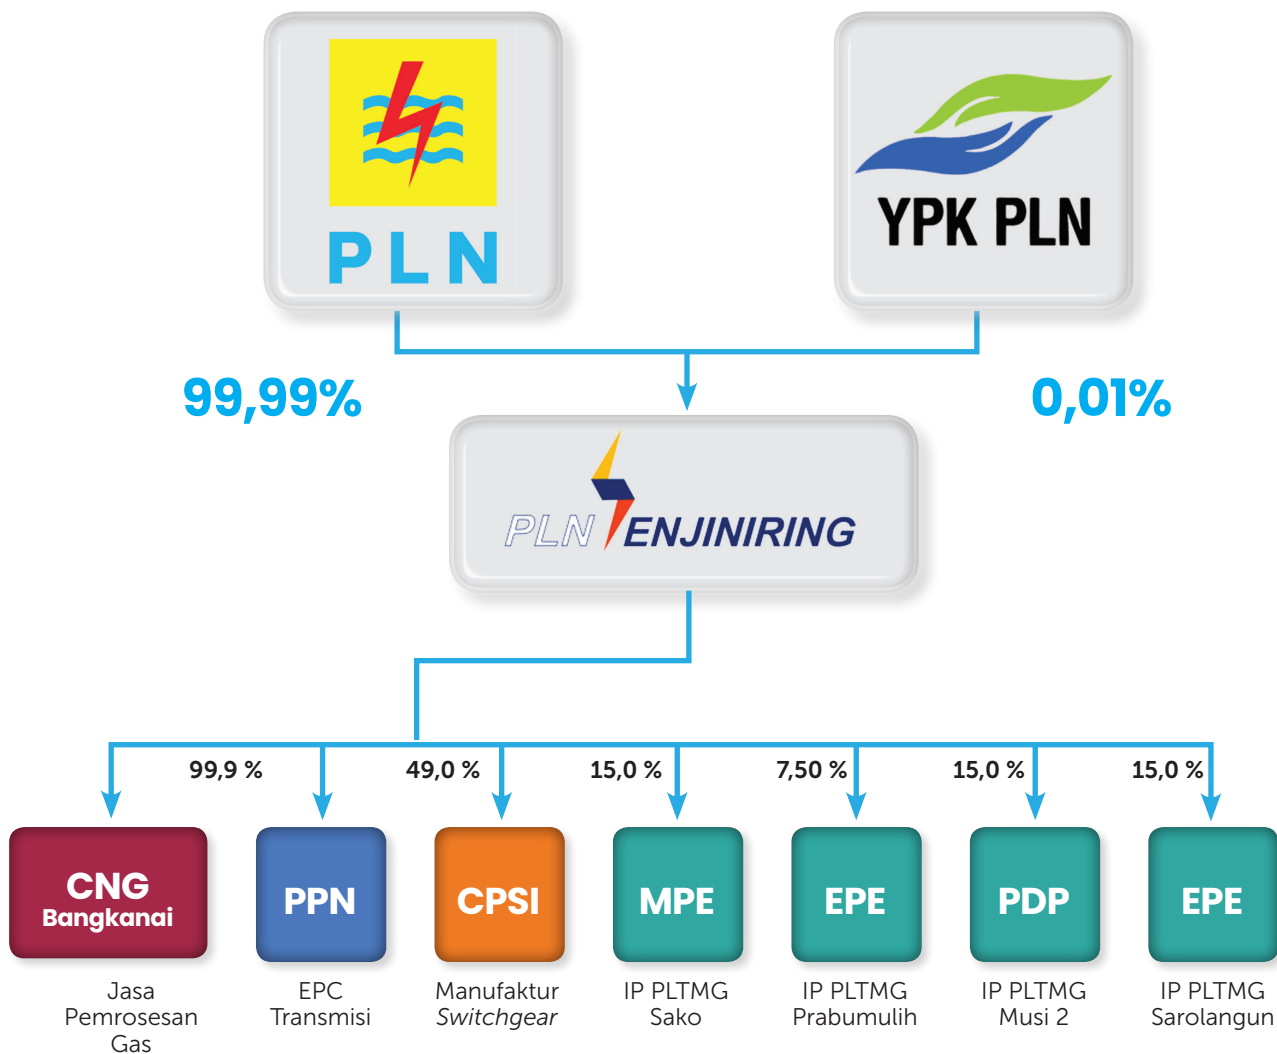 PLN
YPK PLN
99,99%
0,01%
PLN ENJINIRING
99,9 %
49,0 %
15,0 %
7,50 %
15,0 %
15,0 %
CNG
Bangkanai
PPN
CPSI
MPE
EPE
PDP
EPE
Jasa
Pemrosesan
Gas
EPC
Transmisi
Manufaktur
Switchgear
IP PLTMG
Sako
IP PLTMG
Prabumulih
IP PLTMG
Musi 2
IP PLTMG
Sarolangun